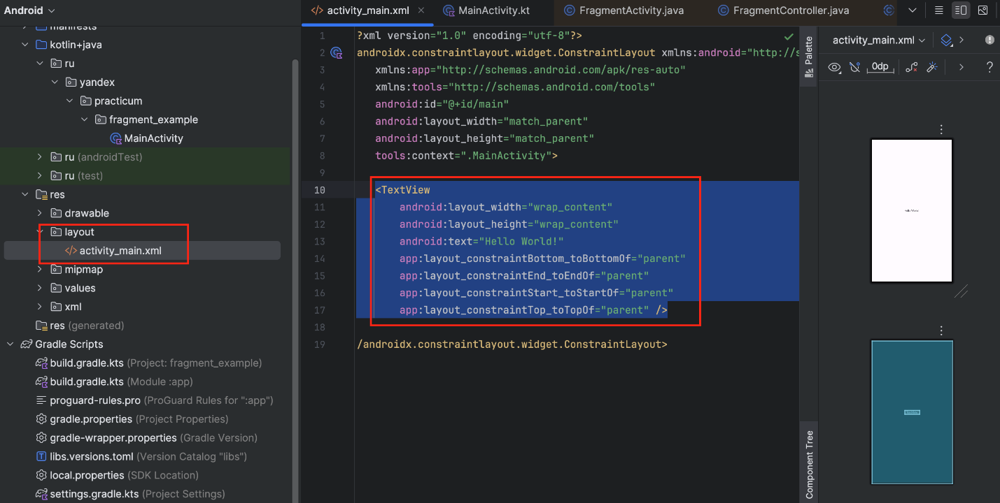 Android
manifests
kotlin+java
ru
yandex
practicum
fragment_example
MainActivity
ru (androidTest)
ru (test)
res
drawable
layout
activity_main.xml
mipmap
values
xml
res (generated)
Gradle Scripts
build.gradle.kts (Project: fragment_example)
build.gradle.kts (Module :app)
proguard-rules.pro (ProGuard Rules for ":app")
gradle.properties (Project Properties)
gradle-wrapper.properties (Gradle Version)
libs.versions.toml (Version Catalog "libs")
local.properties (SDK Location)
settings.gradle.kts (Project Settings)
activity_main.xml MainActivity.kt FragmentActivity.java FragmentController.java
1 ?xml version="1.0" encoding="utf-8"?>
2 androidx.constraintlayout.widget.ConstraintLayout xmlns:android="http://s
3 xmlns:app="http://schemas.android.com/apk/res-auto"
4 xmlns:tools="http://schemas.android.com/tools"
5 android:id="@+id/main"
6 android:layout_width="match_parent"
7 android:layout_height="match_parent"
8 tools:context=".MainActivity">
9
10 <TextView
11 android:layout_width="wrap_content"
12 android:layout_height="wrap_content"
13 android:text="Hello World!"
14 app:layout_constraintBottom_toBottomOf="parent"
15 app:layout_constraintEnd_toEndOf="parent"
16 app:layout_constraintStart_toStartOf="parent"
17 app:layout_constraintTop_toTopOf="parent" />
18
19 /androidx.constraintlayout.widget.ConstraintLayout>
Palette
Component Tree
activity_main.xml
0dp
?
Hello World!